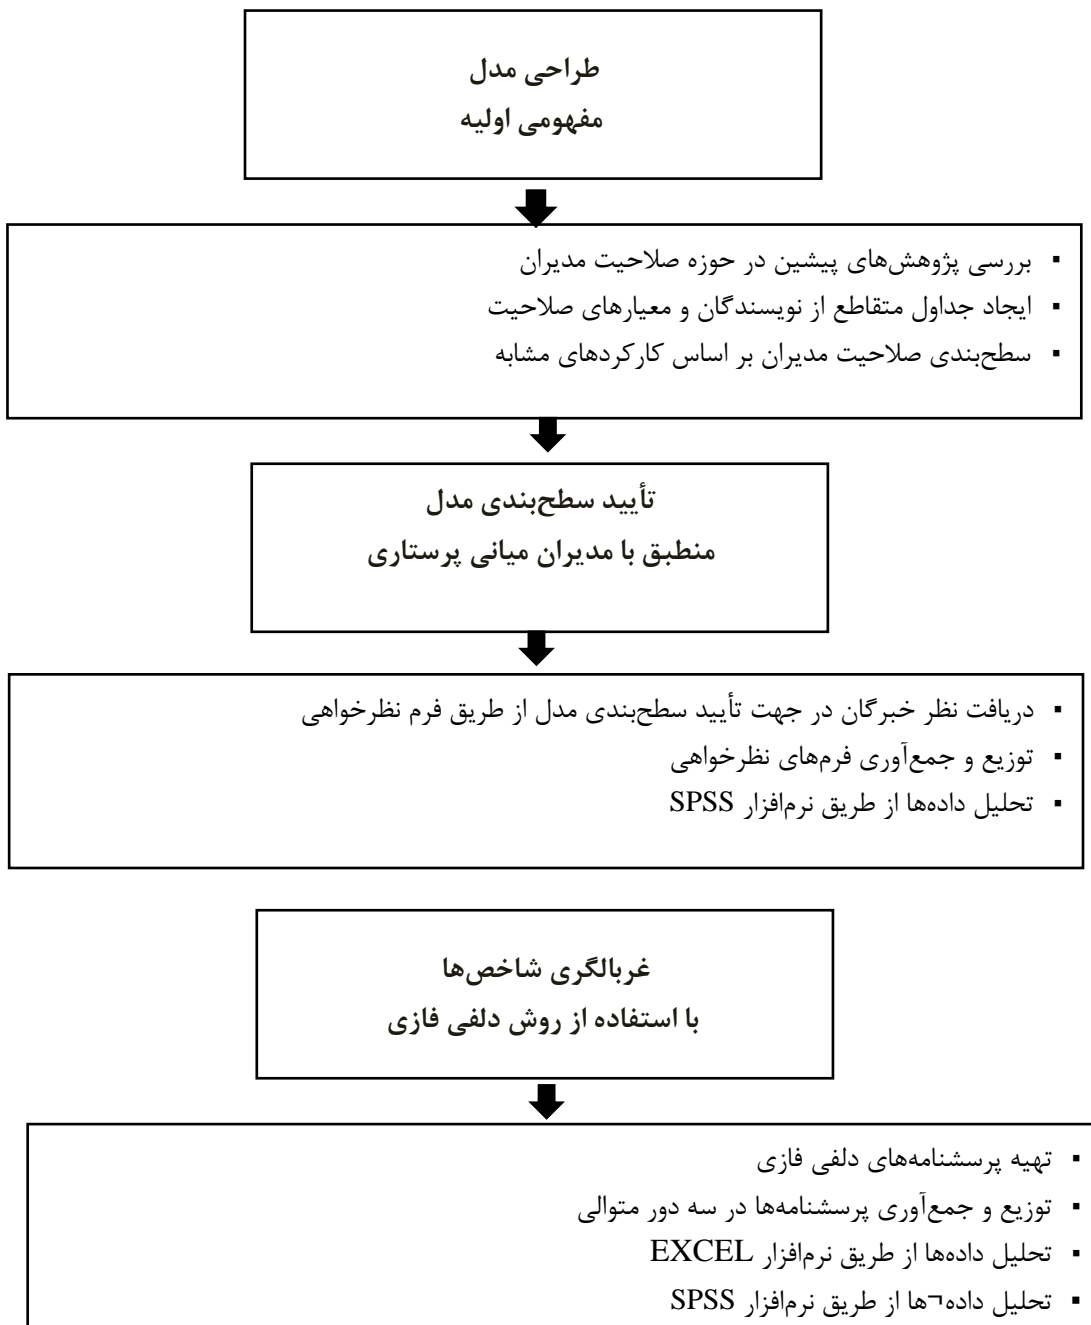 طراحی مدل
مفهومی اولیه
▪ بررسی پژوهش‌های پیشین در حوزه صلاحیت مدیران
▪ ایجاد جداول متقاطع از نویسندگان و معیارهای صلاحیت
▪ سطح‌بندی صلاحیت مدیران بر اساس کارکردهای مشابه
تأیید سطح‌بندی مدل
منطبق با مدیران میانی پرستاری
▪ دریافت نظر خبرگان در جهت تأیید سطح‌بندی مدل از طریق فرم نظرخواهی
▪ توزیع و جمع‌آوری فرم‌های نظرخواهی
▪ تحلیل داده‌ها از طریق نرم‌افزار SPSS
غربالگری شاخص‌ها
با استفاده از روش دلفی فازی
▪ تهیه پرسشنامه‌های دلفی فازی
▪ توزیع و جمع‌آوری پرسشنامه‌ها در سه دور متوالی
▪ تحلیل داده‌ها از طریق نرم‌افزار EXCEL
▪ تحلیل داده¬ها از طریق نرم‌افزار SPSS